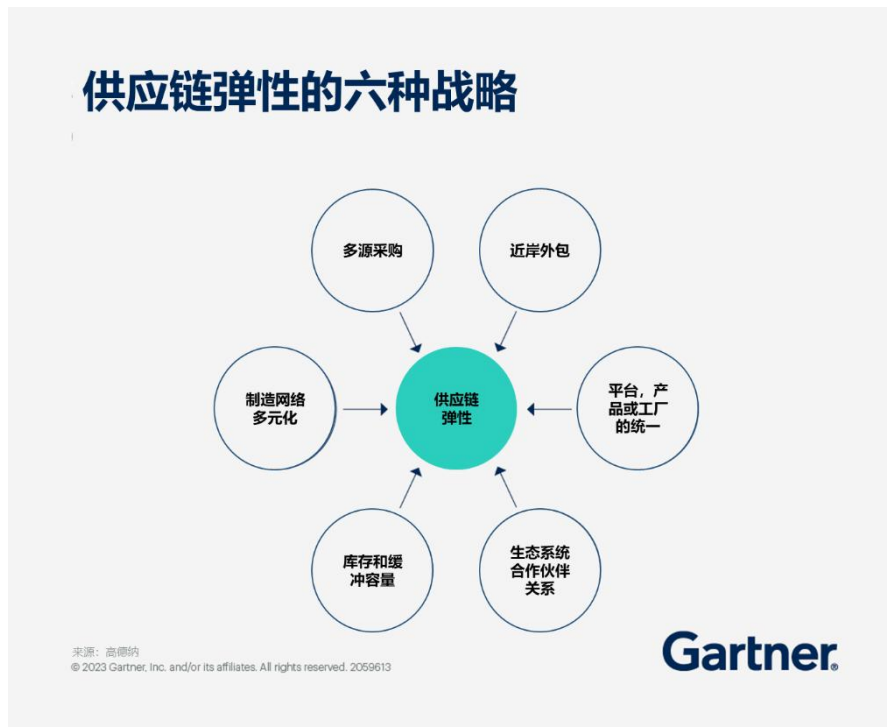 供应链弹性的六种战略
多源采购
近岸外包
制造网络
多元化
供应链
弹性
平台，产
品或工厂
的统一
库存和缓
冲容量
生态系统
合作伙伴
关系
来源：高德纳
© 2023 Gartner, Inc. and/or its affiliates. All rights reserved. 2059613
Gartner®